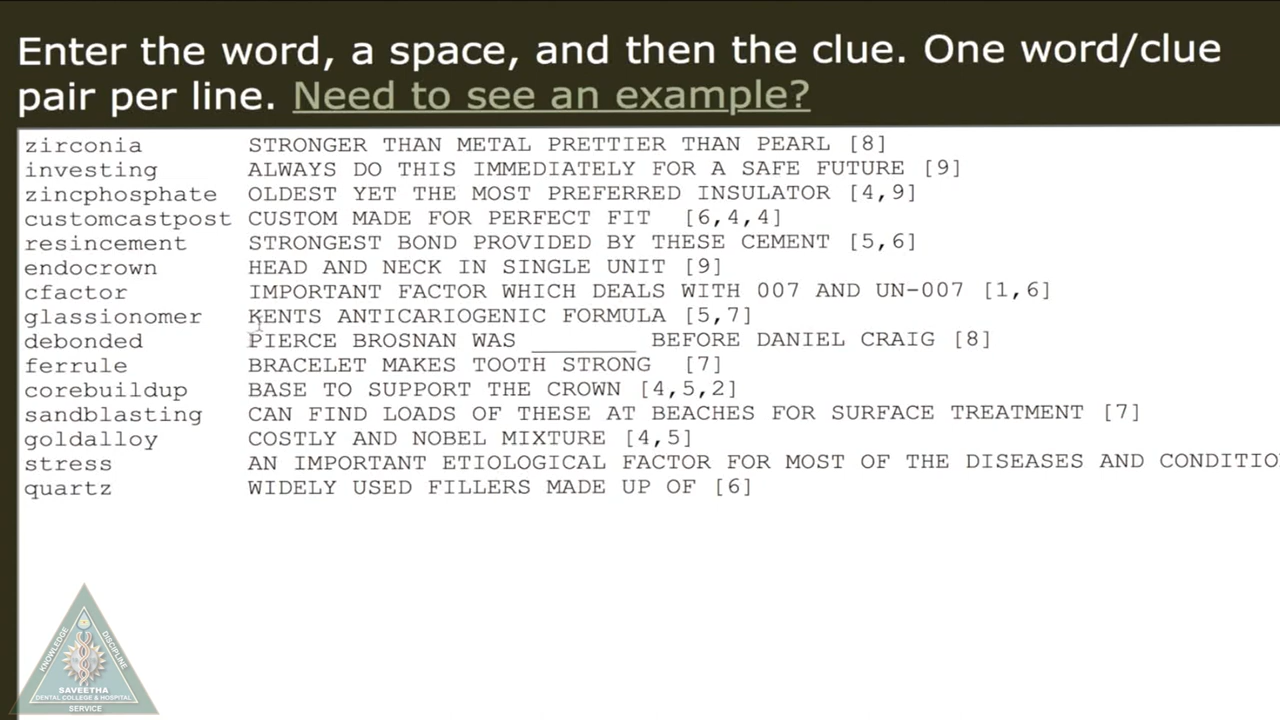 Enter the word, a space, and then the clue. One word/clue
pair per line. Need to see an example?
zirconia STRONGER THAN METAL PRETTIER THAN PEARL [8]
investing ALWAYS DO THIS IMMEDIATELY FOR A SAFE FUTURE [9]
zincphosphate OLDEST YET THE MOST PREFERRED INSULATOR [4,9]
customcastpost CUSTOM MADE FOR PERFECT FIT [6,4,4]
resincement STRONGEST BOND PROVIDED BY THESE CEMENT [5,6]
endocrown HEAD AND NECK IN SINGLE UNIT [9]
cfactor IMPORTANT FACTOR WHICH DEALS WITH 007 AND UN-007 [1,6]
glassionomer KENTS ANTICARIOGENIC FORMULA [5,7]
debonded PIERCE BROSNAN WAS _______ BEFORE DANIEL CRAIG [8]
ferrule BRACELET MAKES TOOTH STRONG [7]
corebuildup BASE TO SUPPORT THE CROWN [4,5,2]
sandblasting CAN FIND LOADS OF THESE AT BEACHES FOR SURFACE TREATMENT [7]
goldalloy COSTLY AND NOBEL MIXTURE [4,5]
stress AN IMPORTANT ETIOLOGICAL FACTOR FOR MOST OF THE DISEASES AND CONDITIO
quartz WIDELY USED FILLERS MADE UP OF [6]
KNOWLEDGE
DISCIPLINE
SAVEETHA
DENTAL COLLEGE & HOSPITAL
SERVICE